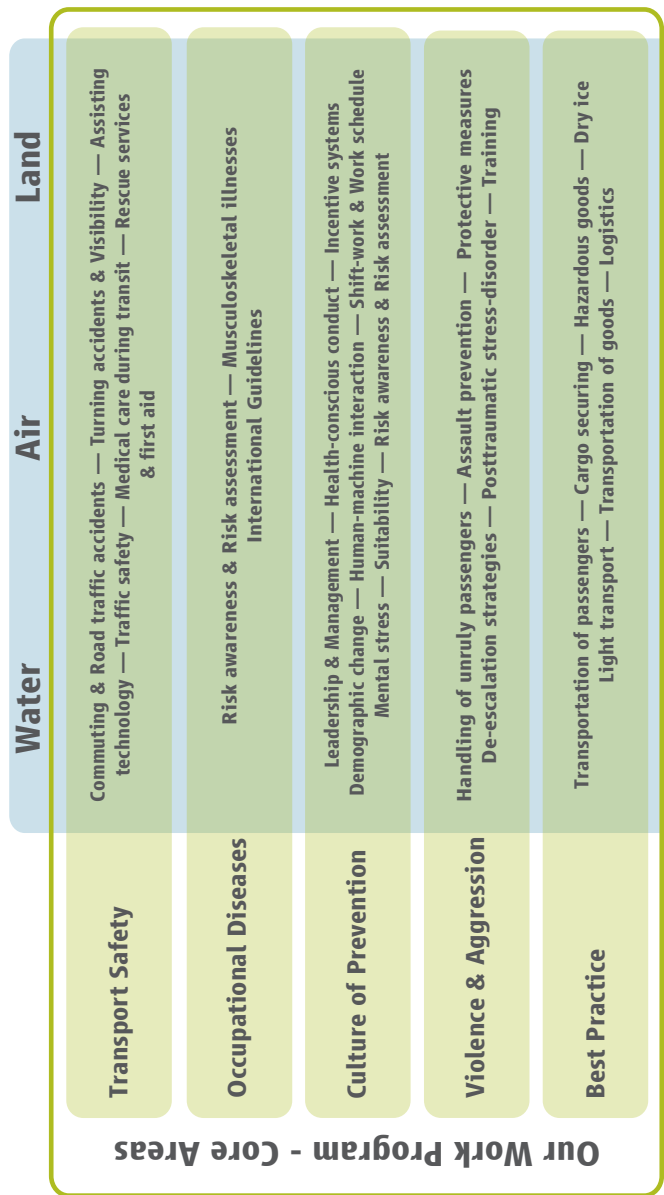 Our Work Program - Core Areas
Water
Air
Land
Transport Safety
Commuting & Road traffic accidents — Turning accidents & Visibility — Assisting
technology — Traffic safety — Medical care during transit — Rescue services
& first aid
Occupational Diseases
Risk awareness & Risk assessment — Musculoskeletal illnesses
International Guidelines
Culture of Prevention
Leadership & Management — Health-conscious conduct — Incentive systems
Demographic change — Human-machine interaction — Shift-work & Work schedule
Mental stress — Suitability — Risk awareness & Risk assessment
Violence & Aggression
Handling of unruly passengers — Assault prevention — Protective measures
De-escalation strategies — Posttraumatic stress-disorder — Training
Best Practice
Transportation of passengers — Cargo securing — Hazardous goods — Dry ice
Light transport — Transportation of goods — Logistics